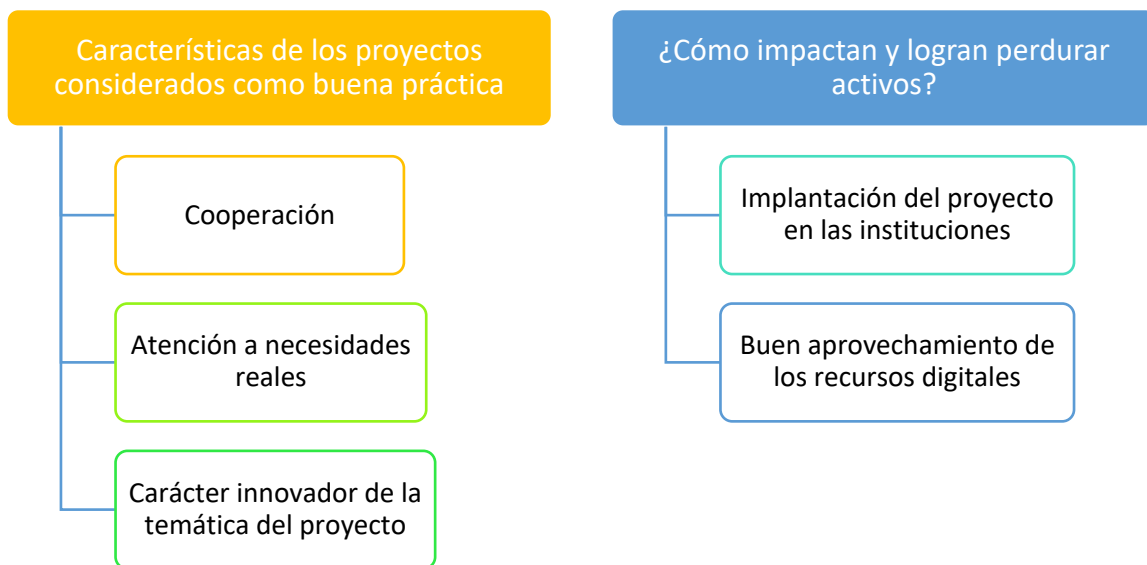 Características de los proyectos
considerados como buena práctica
Cooperación
Atención a necesidades
reales
Carácter innovador de la
temática del proyecto
¿Cómo impactan y logran perdurar
activos?
Implantación del proyecto
en las instituciones
Buen aprovechamiento de
los recursos digitales